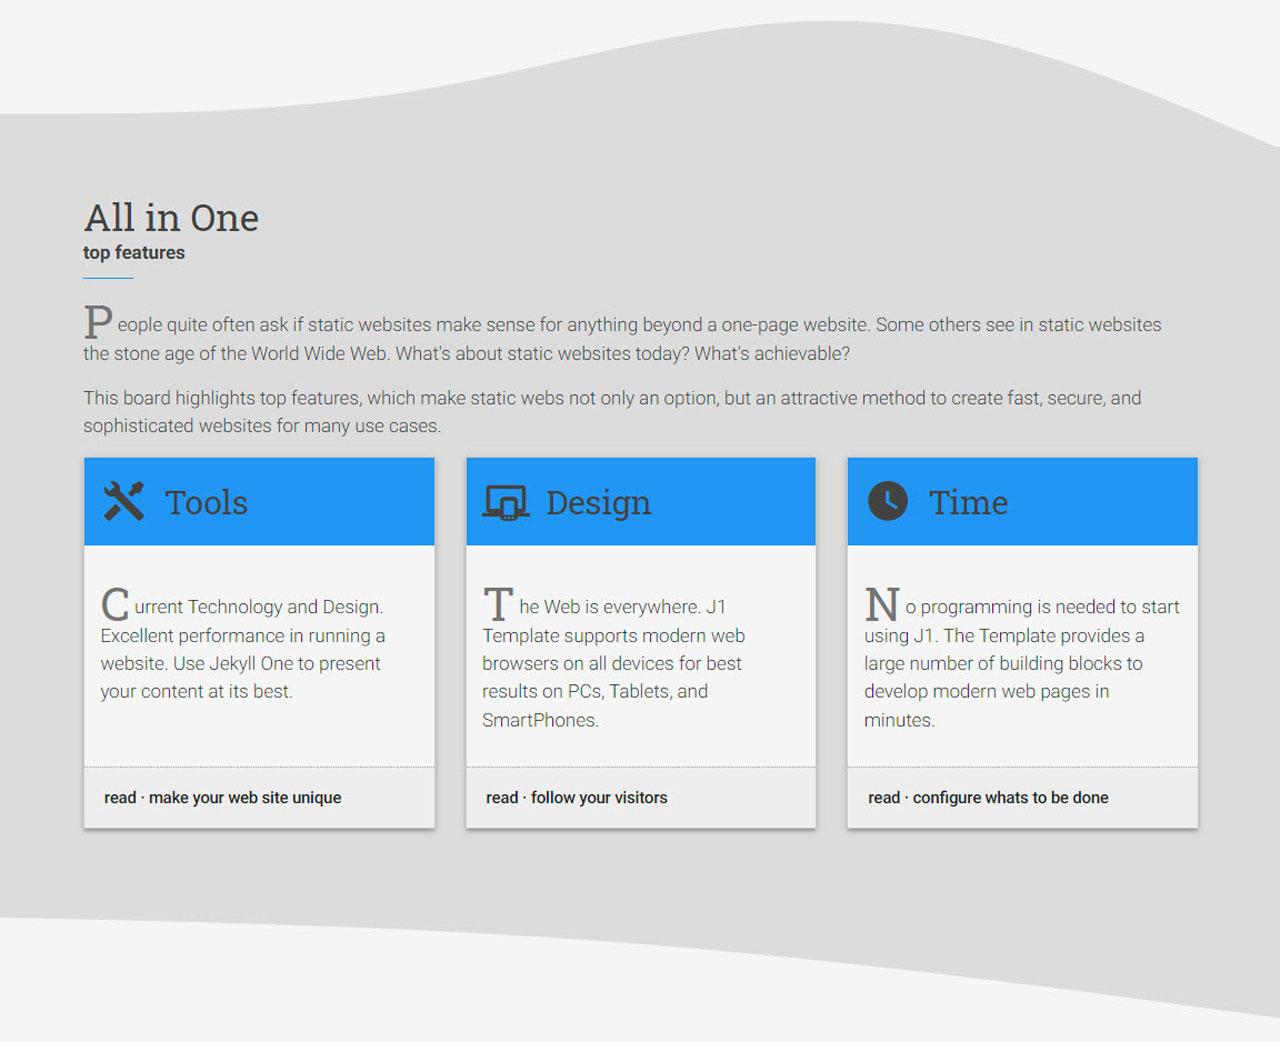 All in One
top features
People quite often ask if static websites make sense for anything beyond a one-page website. Some others see in static websites
the stone age of the World Wide Web. What's about static websites today? What's achievable?
This board highlights top features, which make static webs not only an option, but an attractive method to create fast, secure, and
sophisticated websites for many use cases.
Tools
Current Technology and Design.
Excellent performance in running a
website. Use Jekyll One to present
your content at its best.
read · make your web site unique
Design
The Web is everywhere. J1
Template supports modern web
browsers on all devices for best
results on PCs, Tablets, and
SmartPhones.
read · follow your visitors
Time
No programming is needed to start
using J1. The Template provides a
large number of building blocks to
develop modern web pages in
minutes.
read · configure whats to be done